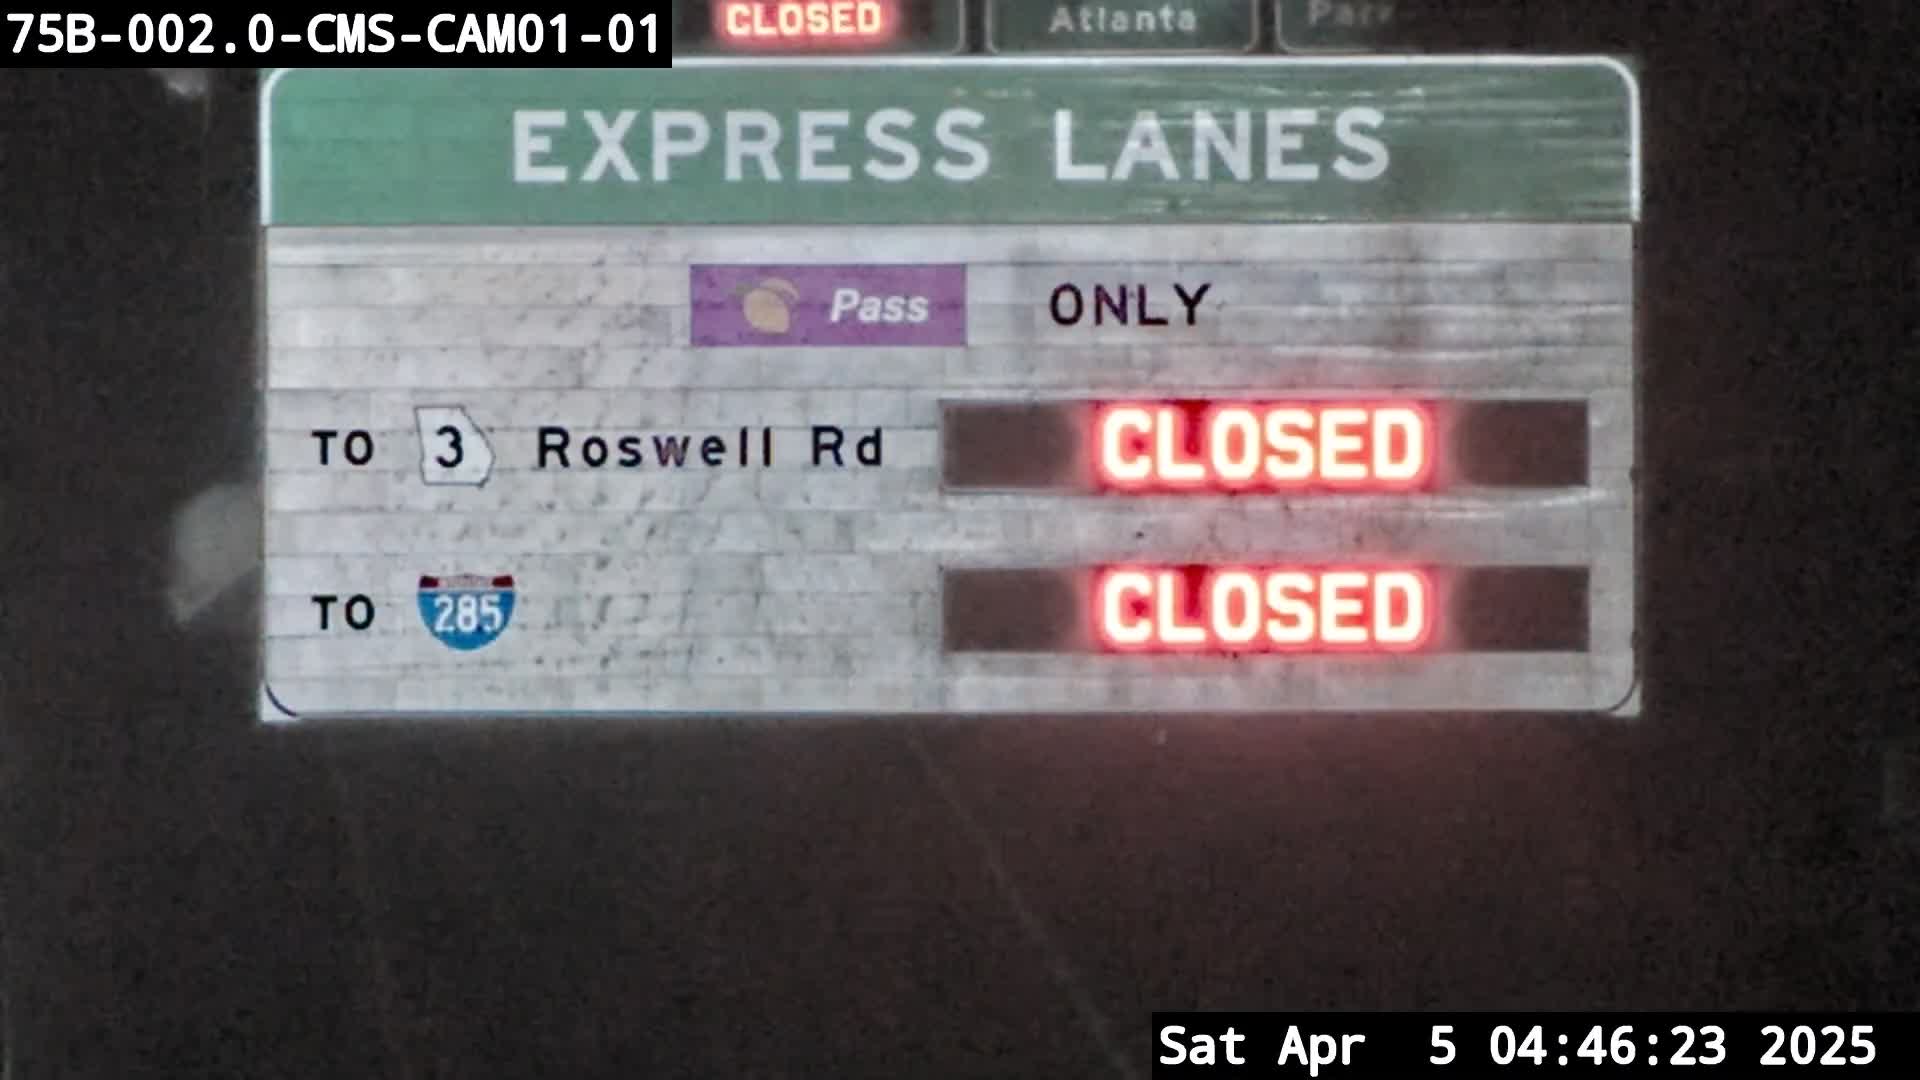 75B-002.0-CMS-CAM01-01
CLOSED
Atlanta
EXPRESS LANES
Pass ONLY
TO 3 Roswell Rd CLOSED
TO 285 CLOSED
Sat Apr 5 04:46:23 2025